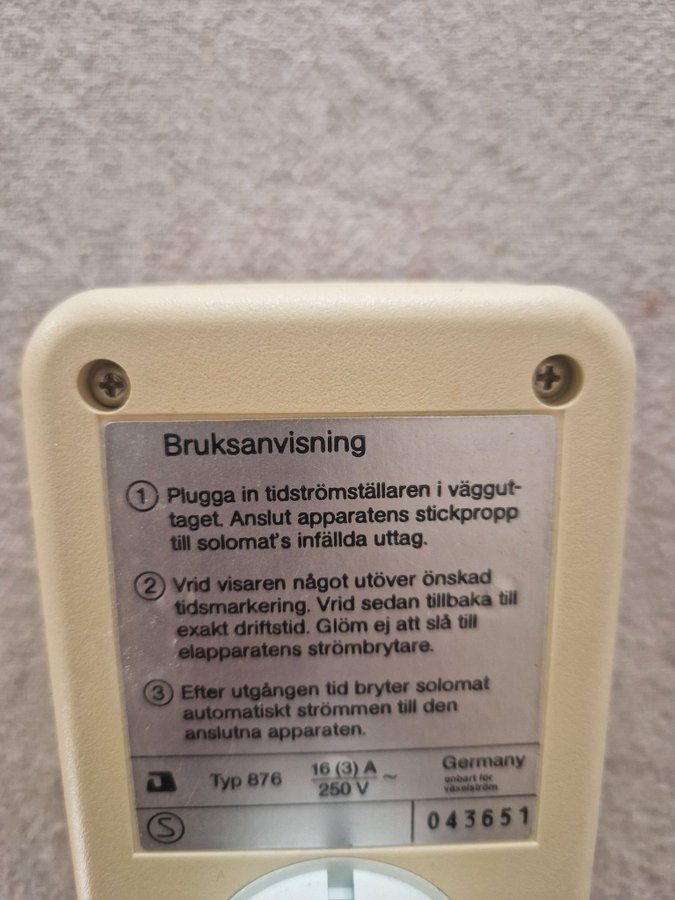 Bruksanvisning
1 Plugga in tidströmställaren i väggut-
taget. Anslut apparatens stickpropp
till solomat's infällda uttag.
2 Vrid visaren något utöver önskad
tidsmarkering. Vrid sedan tillbaka till
exakt driftstid. Glöm ej att slå till
elapparatens strömbrytare.
3 Efter utgången tid bryter solomat
automatiskt strömmen till den
anslutna apparaten.
Typ 876 16 (3) A ~ Germany
250 V enbart för
växelström
S 043651